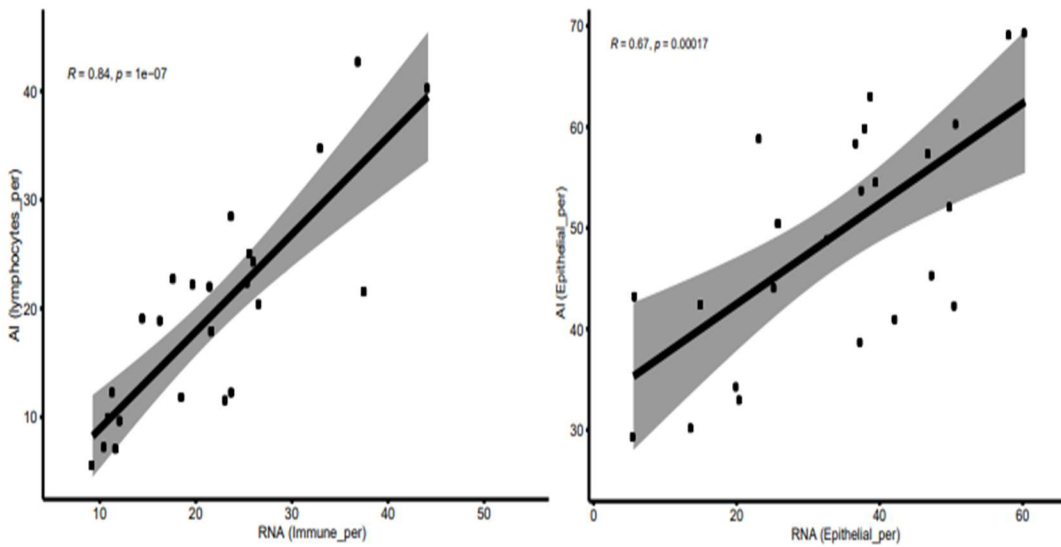 R = 0.84, p = 1e−07
AI (lymphocytes_per)
40
30
20
10
10 20 30 40 50
RNA (Immune_per)
R = 0.67, p = 0.00017
AI (Epithelial_per)
70
60
50
40
30
0 20 40 60
RNA (Epithelial_per)